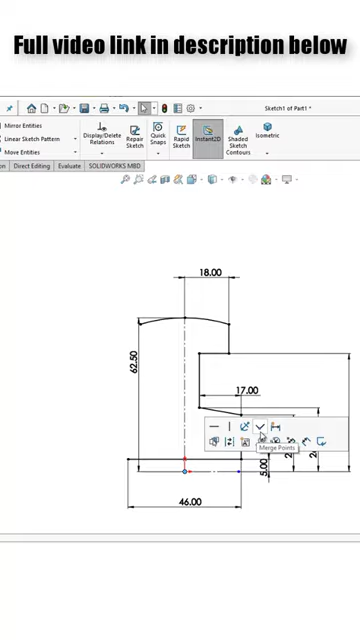 Full video link in description below
Sketch1 of Part1 *
Mirror Entities
Linear Sketch Pattern
Move Entities
Display/Delete
Relations
Repair
Sketch
Quick
Snaps
Rapid
Sketch
Instant2D
Shaded
Sketch
Contours
Isometric
Direct Editing
Evaluate
SOLIDWORKS MBD
18.00
62.50
17.00
Merge Points
5.00
46.00